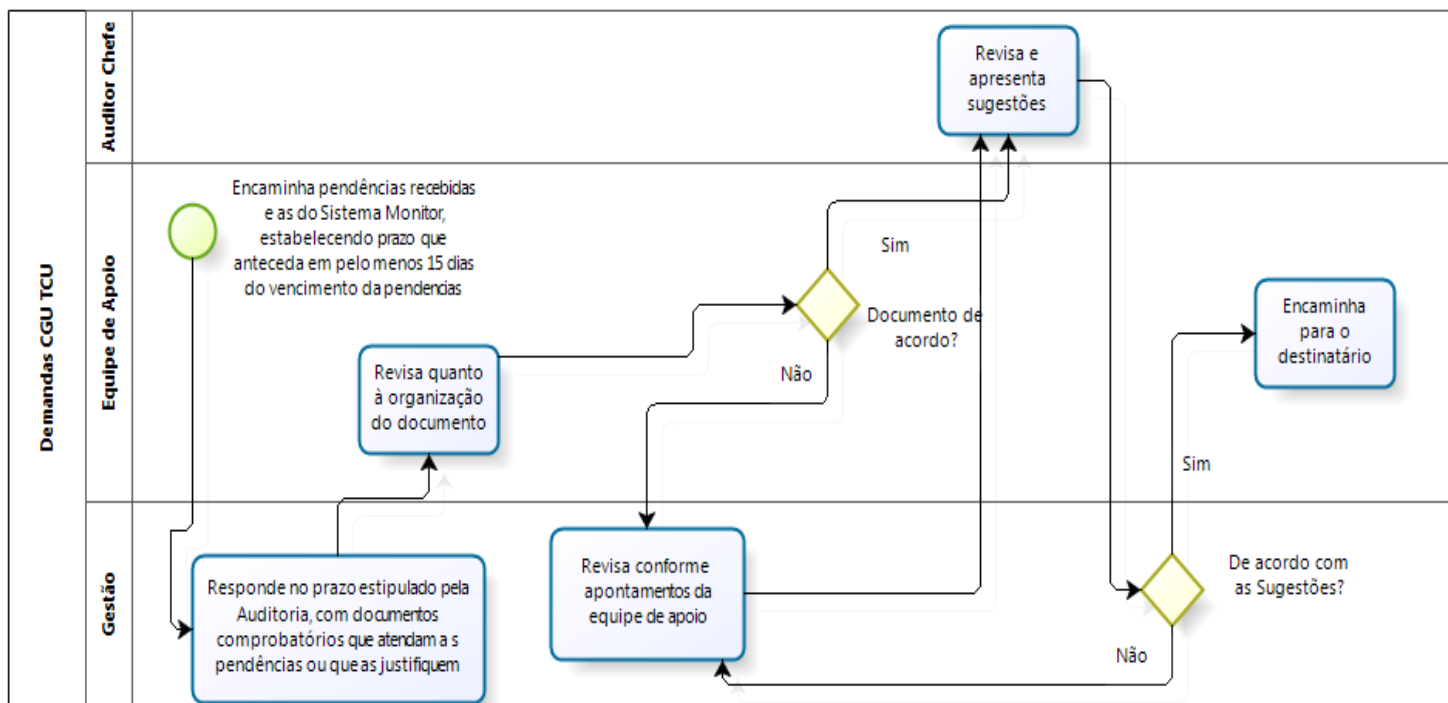 Demandas CGU TCU
Auditor Chefe
Revisa e
apresenta
sugestões
Equipe de Apoio
Encaminha pendências recebidas
e as do Sistema Monitor,
estabelecendo prazo que
anteceda em pelo menos 15 dias
do vencimento da pendencias
Revisa quanto
à organização
do documento
Sim
Documento de
acordo?
Não
Encaminha
para o
destinatário
Sim
Gestão
Responde no prazo estipulado pela
Auditoria, com documentos
comprobatórios que atendam a s
pendências ou que as justifiquem
Revisa conforme
apontamentos da
equipe de apoio
De acordo com
as Sugestões?
Não